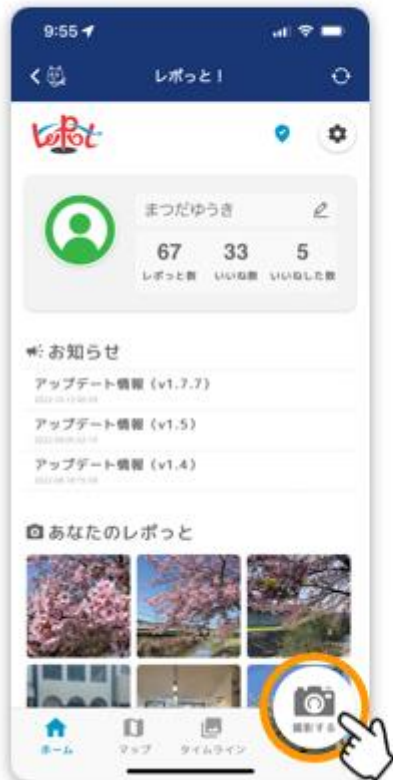 9:55
レポっと!
LePot
まつだゆうき
67 33 5
レポっと数 いいね数 いいねした数
お知らせ
アップデート情報（v1.7.7）
アップデート情報（v1.5）
アップデート情報（v1.4）
あなたのレポっと
撮影する
ホーム マップ タイムライン